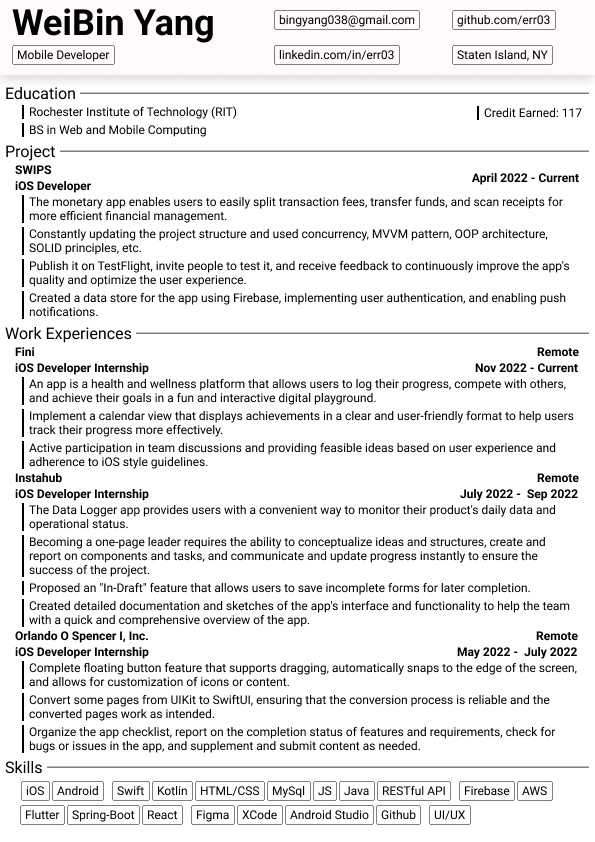 WeiBin Yang
bingyang038@gmail.com
github.com/err03
Mobile Developer
linkedin.com/in/err03
Staten Island, NY
Education
Rochester Institute of Technology (RIT)
Credit Earned: 117
BS in Web and Mobile Computing
Project
SWIPS
April 2022 - Current
iOS Developer
The monetary app enables users to easily split transaction fees, transfer funds, and scan receipts for
more efficient financial management.
Constantly updating the project structure and used concurrency, MVVM pattern, OOP architecture,
SOLID principles, etc.
Publish it on TestFlight, invite people to test it, and receive feedback to continuously improve the app's
quality and optimize the user experience.
Created a data store for the app using Firebase, implementing user authentication, and enabling push
notifications.
Work Experiences
Fini Remote
iOS Developer Internship Nov 2022 - Current
An app is a health and wellness platform that allows users to log their progress, compete with others,
and achieve their goals in a fun and interactive digital playground.
Implement a calendar view that displays achievements in a clear and user-friendly format to help users
track their progress more effectively.
Active participation in team discussions and providing feasible ideas based on user experience and
adherence to iOS style guidelines.
Instahub Remote
iOS Developer Internship July 2022 - Sep 2022
The Data Logger app provides users with a convenient way to monitor their product's daily data and
operational status.
Becoming a one-page leader requires the ability to conceptualize ideas and structures, create and
report on components and tasks, and communicate and update progress instantly to ensure the
success of the project.
Proposed an "In-Draft" feature that allows users to save incomplete forms for later completion.
Created detailed documentation and sketches of the app's interface and functionality to help the team
with a quick and comprehensive overview of the app.
Orlando O Spencer I, Inc. Remote
iOS Developer Internship May 2022 - July 2022
Complete floating button feature that supports dragging, automatically snaps to the edge of the screen,
and allows for customization of icons or content.
Convert some pages from UIKit to SwiftUI, ensuring that the conversion process is reliable and the
converted pages work as intended.
Organize the app checklist, report on the completion status of features and requirements, check for
bugs or issues in the app, and supplement and submit content as needed.
Skills
iOS Android Swift Kotlin HTML/CSS MySql JS Java RESTful API Firebase AWS
Flutter Spring-Boot React Figma XCode Android Studio Github UI/UX